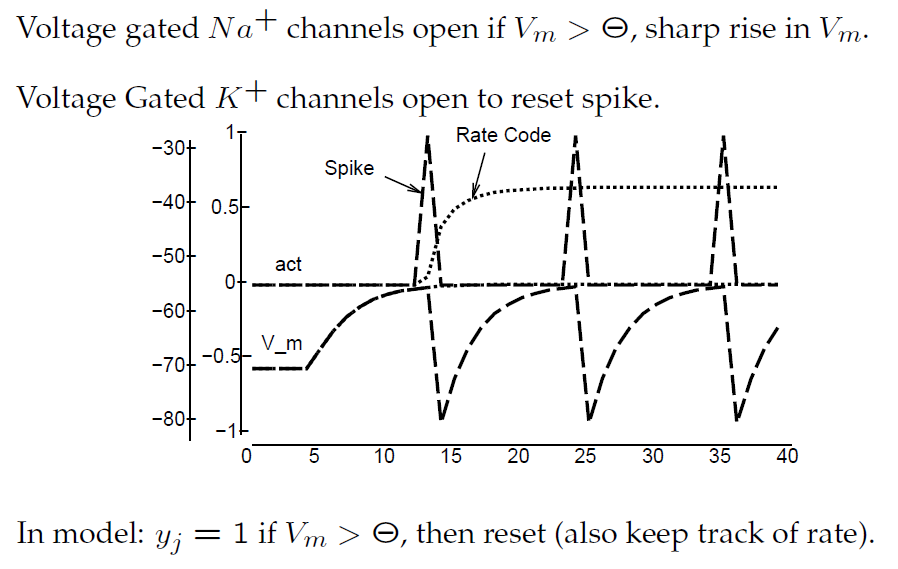 Voltage gated Na+ channels open if Vm > Θ, sharp rise in Vm.
Voltage Gated K+ channels open to reset spike.
−30
−40
−50
−60
−70
−80
1
0.5
0
−0.5
−1
Spike
Rate Code
act
V_m
0 5 10 15 20 25 30 35 40
In model: yj = 1 if Vm > Θ, then reset (also keep track of rate).